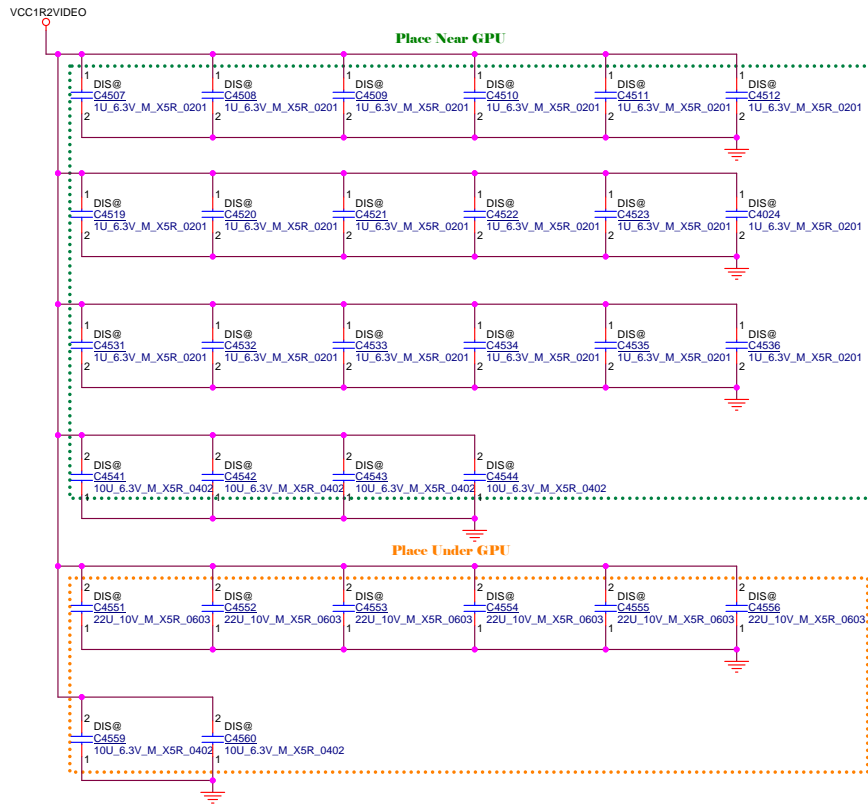 VCC1R2VIDEO
Place Near GPU
1 1 1 1 1 1
DIS@ DIS@ DIS@ DIS@ DIS@ DIS@
C4507 C4508 C4509 C4510 C4511 C4512
1U_6.3V_M_X5R_0201 1U_6.3V_M_X5R_0201 1U_6.3V_M_X5R_0201 1U_6.3V_M_X5R_0201 1U_6.3V_M_X5R_0201 1U_6.3V_M_X5R_0201
2 2 2 2 2 2
1 1 1 1 1 1
DIS@ DIS@ DIS@ DIS@ DIS@ DIS@
C4519 C4520 C4521 C4522 C4523 C4024
1U_6.3V_M_X5R_0201 1U_6.3V_M_X5R_0201 1U_6.3V_M_X5R_0201 1U_6.3V_M_X5R_0201 1U_6.3V_M_X5R_0201 1U_6.3V_M_X5R_0201
2 2 2 2 2 2
1 1 1 1 1 1
DIS@ DIS@ DIS@ DIS@ DIS@ DIS@
C4531 C4532 C4533 C4534 C4535 C4536
1U_6.3V_M_X5R_0201 1U_6.3V_M_X5R_0201 1U_6.3V_M_X5R_0201 1U_6.3V_M_X5R_0201 1U_6.3V_M_X5R_0201 1U_6.3V_M_X5R_0201
2 2 2 2 2 2
2 2 2 2
DIS@ DIS@ DIS@ DIS@
C4541 C4542 C4543 C4544
10U_6.3V_M_X5R_0402 10U_6.3V_M_X5R_0402 10U_6.3V_M_X5R_0402 10U_6.3V_M_X5R_0402
1 1 1 1
Place Under GPU
2 2 2 2 2 2
DIS@ DIS@ DIS@ DIS@ DIS@ DIS@
C4551 C4552 C4553 C4554 C4555 C4556
22U_10V_M_X5R_0603 22U_10V_M_X5R_0603 22U_10V_M_X5R_0603 22U_10V_M_X5R_0603 22U_10V_M_X5R_0603 22U_10V_M_X5R_0603
1 1 1 1 1 1
2 2
DIS@ DIS@
C4559 C4560
10U_6.3V_M_X5R_0402 10U_6.3V_M_X5R_0402
1 1